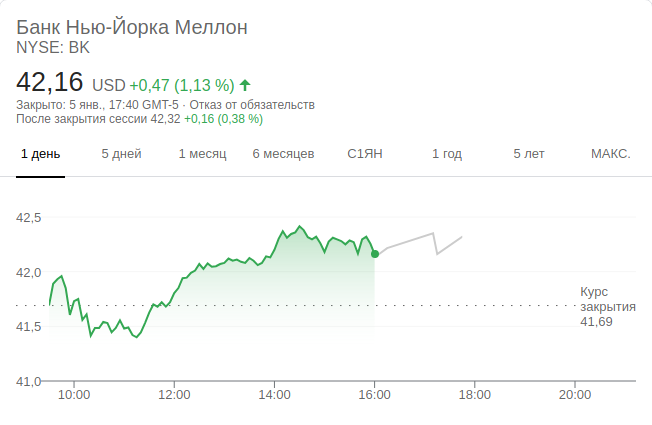 Банк Нью-Йорка Меллон
NYSE: BK
42,16 USD +0,47 (1,13 %)
Закрыто: 5 янв., 17:40 GMT-5 · Отказ от обязательств
После закрытия сессии 42,32 +0,16 (0,38 %)
1 день 5 дней 1 месяц 6 месяцев С1ЯН 1 год 5 лет МАКС.
42,5
42,0
Курс
закрытия
41,69
41,5
41,0
10:00 12:00 14:00 16:00 18:00 20:00